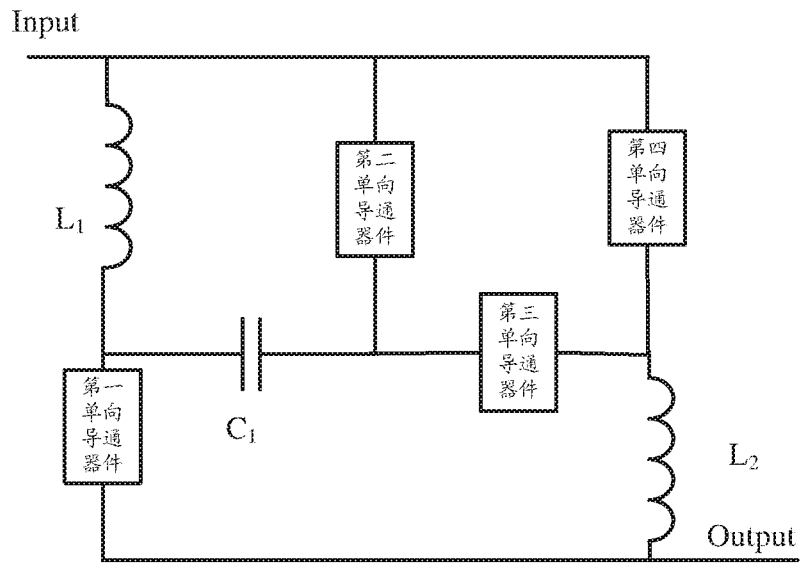 Input
第二
单向
导通
器件
第四
单向
导通
器件
L₁
第三
单向
导通
器件
第一
单向
导通
器件
C₁
L₂
Output